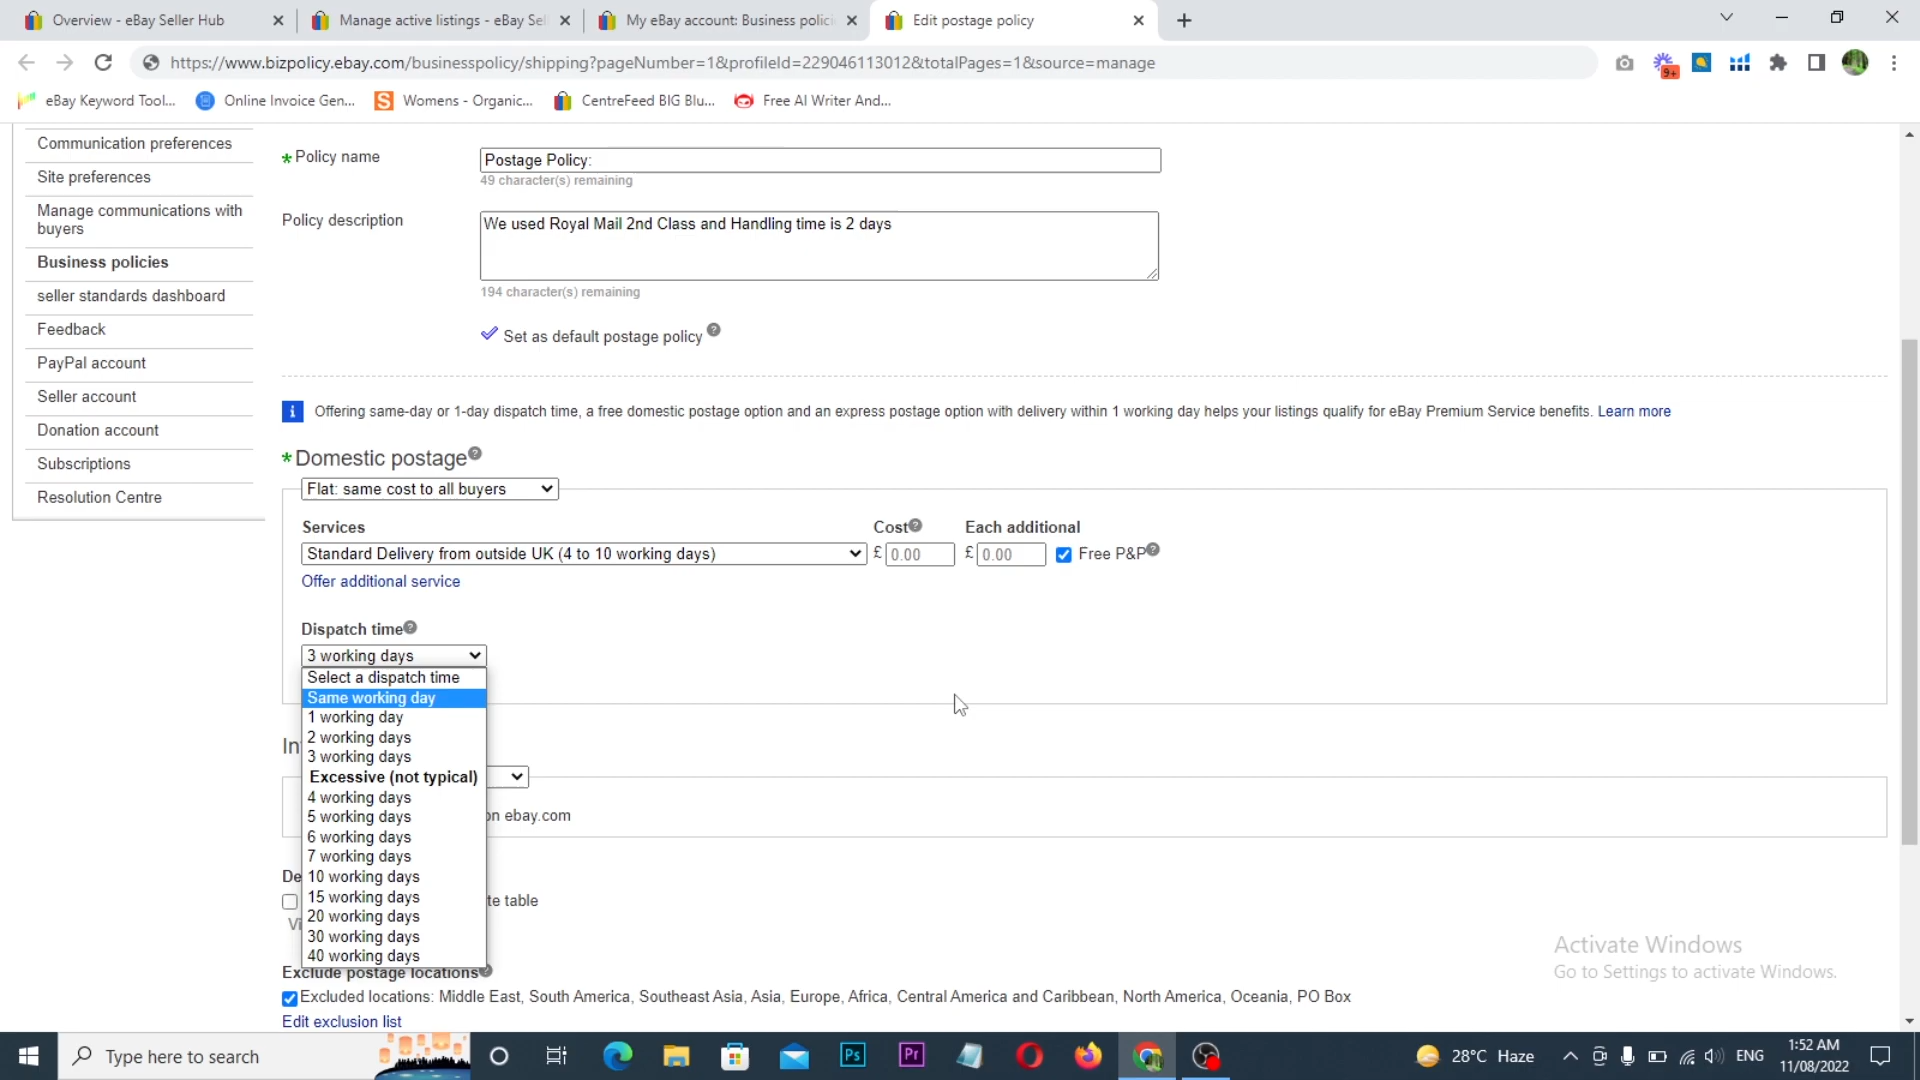 Overview - eBay Seller Hub
Manage active listings - eBay Sel
My eBay account: Business polici
Edit postage policy
https://www.bizpolicy.ebay.com/businesspolicy/shipping?pageNumber=1&profileId=229046113012&totalPages=1&source=manage
9+
eBay Keyword Tool...
Online Invoice Gen...
Womens - Organic...
CentreFeed BIG Blu...
Free AI Writer And...
Communication preferences
Site preferences
Manage communications with
buyers
Business policies
seller standards dashboard
Feedback
PayPal account
Seller account
Donation account
Subscriptions
Resolution Centre
* Policy name
Postage Policy:
49 character(s) remaining
Policy description
We used Royal Mail 2nd Class and Handling time is 2 days
194 character(s) remaining
Set as default postage policy
Offering same-day or 1-day dispatch time, a free domestic postage option and an express postage option with delivery within 1 working day helps your listings qualify for eBay Premium Service benefits. Learn more
* Domestic postage
Flat: same cost to all buyers
Services
Cost
Each additional
Standard Delivery from outside UK (4 to 10 working days)
£ 0.00
£ 0.00
Free P&P
Offer additional service
Dispatch time
3 working days
Select a dispatch time
Same working day
1 working day
2 working days
3 working days
Excessive (not typical)
4 working days
5 working days
6 working days
7 working days
10 working days
15 working days
20 working days
30 working days
40 working days
on ebay.com
te table
Exclude postage locations
Excluded locations: Middle East, South America, Southeast Asia, Asia, Europe, Africa, Central America and Caribbean, North America, Oceania, PO Box
Edit exclusion list
Activate Windows
Go to Settings to activate Windows.
Type here to search
Ps
Pr
28°C Haze
ENG
1:52 AM
11/08/2022